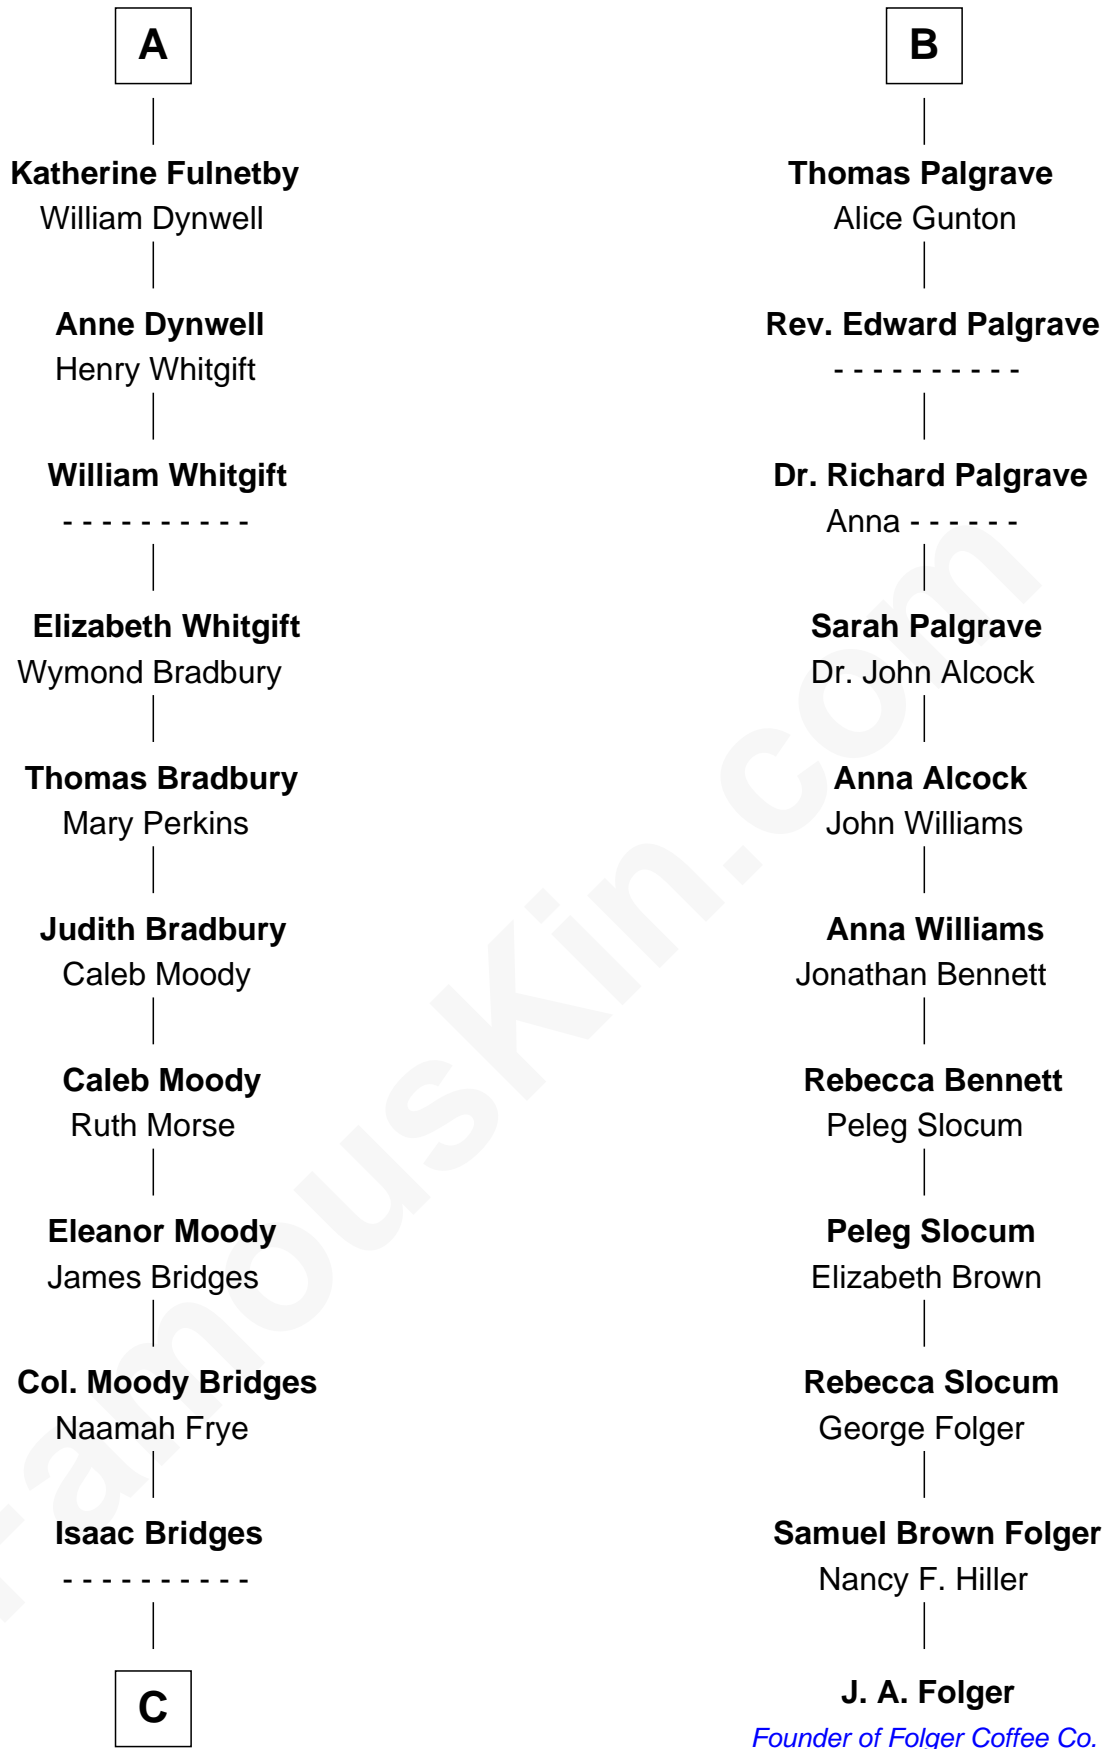 A
Katherine Fulnetby
William Dynwell
Anne Dynwell
Henry Whitgift
William Whitgift
- - - - - - - - - -
Elizabeth Whitgift
Wymond Bradbury
Thomas Bradbury
Mary Perkins
Judith Bradbury
Caleb Moody
Caleb Moody
Ruth Morse
Eleanor Moody
James Bridges
Col. Moody Bridges
Naamah Frye
Isaac Bridges
- - - - - - - - - -
C
B
Thomas Palgrave
Alice Gunton
Rev. Edward Palgrave
- - - - - - - - - -
Dr. Richard Palgrave
Anna - - - - - -
Sarah Palgrave
Dr. John Alcock
Anna Alcock
John Williams
Anna Williams
Jonathan Bennett
Rebecca Bennett
Peleg Slocum
Peleg Slocum
Elizabeth Brown
Rebecca Slocum
George Folger
Samuel Brown Folger
Nancy F. Hiller
J. A. Folger
Founder of Folger Coffee Co.
FamousKin.com